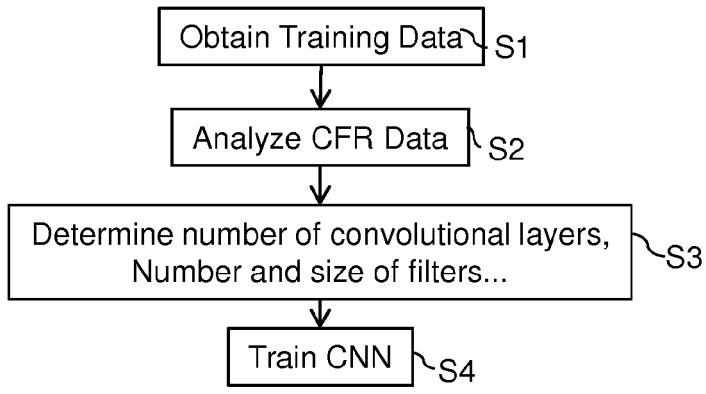 Obtain Training Data S1
Analyze CFR Data S2
Determine number of convolutional layers,
Number and size of filters... S3
Train CNN S4